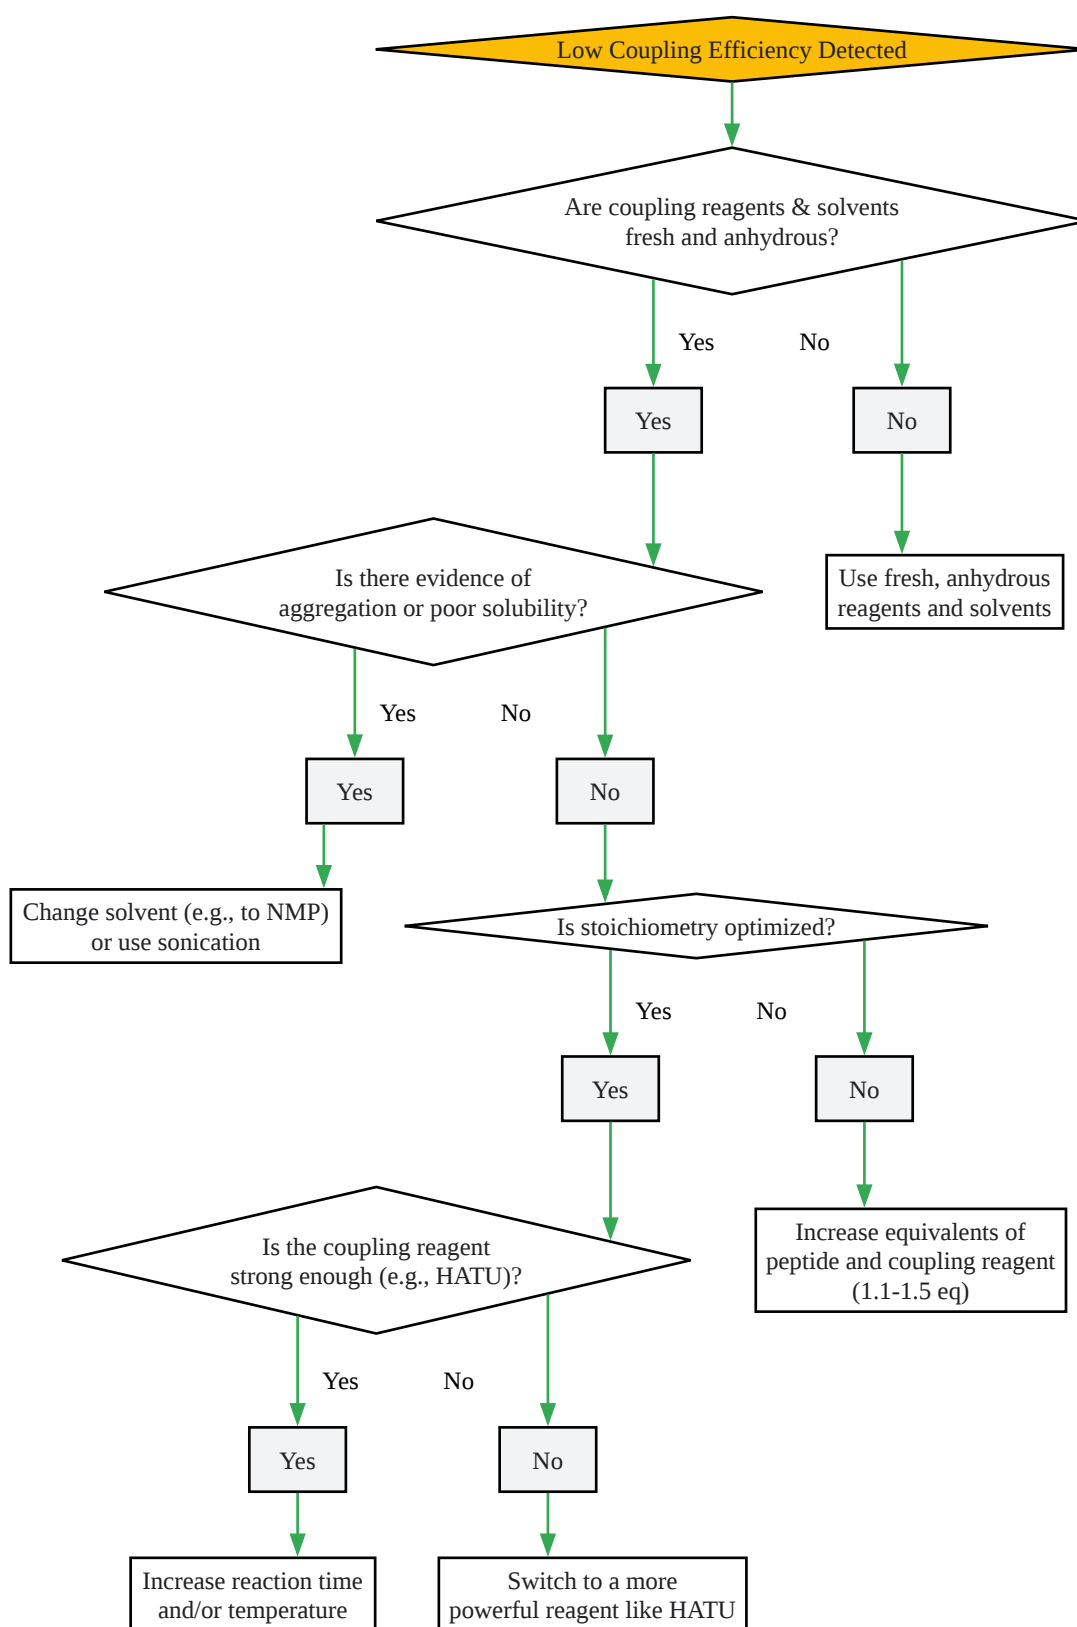 Low Coupling Efficiency Detected
Are coupling reagents & solvents
fresh and anhydrous?
Yes
No
Yes
No
Is there evidence of
aggregation or poor solubility?
Use fresh, anhydrous
reagents and solvents
Yes
No
Yes
No
Change solvent (e.g., to NMP)
or use sonication
Is stoichiometry optimized?
Yes
No
Yes
No
Is the coupling reagent
strong enough (e.g., HATU)?
Increase equivalents of
peptide and coupling reagent
(1.1-1.5 eq)
Yes
No
Yes
No
Increase reaction time
and/or temperature
Switch to a more
powerful reagent like HATU